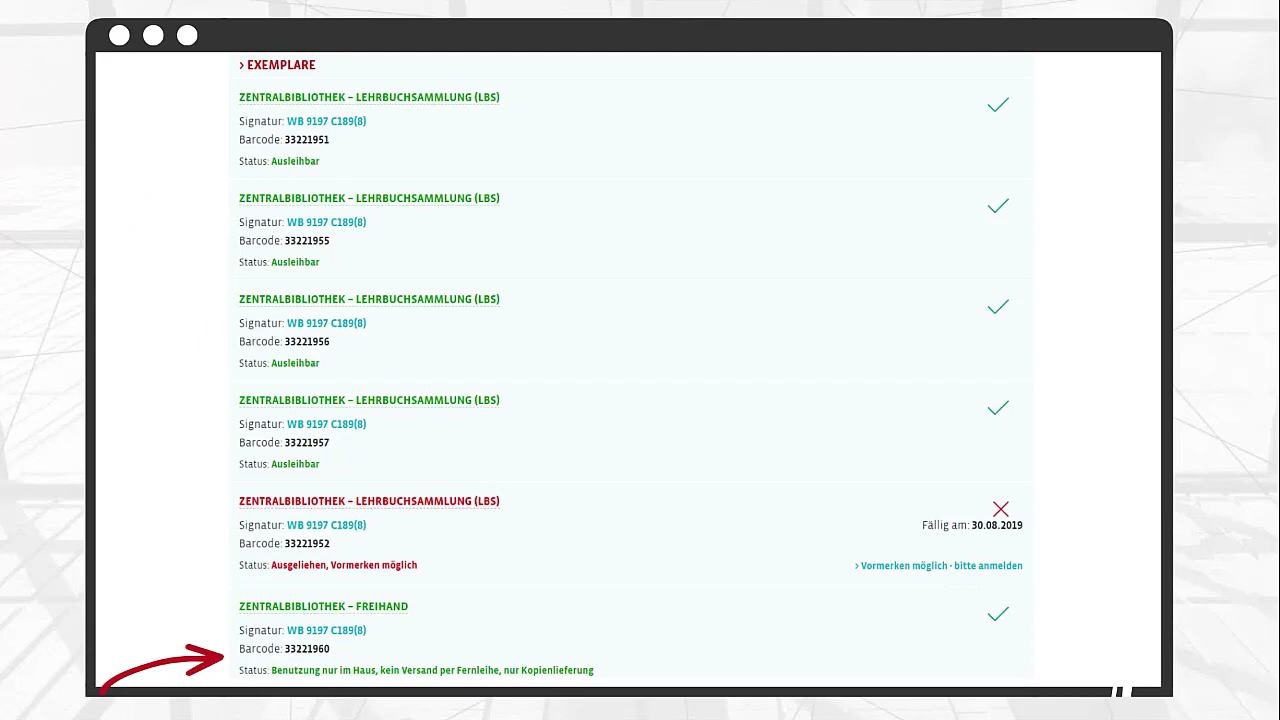 › EXEMPLARE
ZENTRALBIBLIOTHEK – LEHRBUCHSAMMLUNG (LBS)
Signatur: WB 9197 C189(8)
Barcode: 33221951
Status: Ausleihbar
ZENTRALBIBLIOTHEK – LEHRBUCHSAMMLUNG (LBS)
Signatur: WB 9197 C189(8)
Barcode: 33221955
Status: Ausleihbar
ZENTRALBIBLIOTHEK – LEHRBUCHSAMMLUNG (LBS)
Signatur: WB 9197 C189(8)
Barcode: 33221956
Status: Ausleihbar
ZENTRALBIBLIOTHEK – LEHRBUCHSAMMLUNG (LBS)
Signatur: WB 9197 C189(8)
Barcode: 33221957
Status: Ausleihbar
ZENTRALBIBLIOTHEK – LEHRBUCHSAMMLUNG (LBS)
Signatur: WB 9197 C189(8) Fällig am: 30.08.2019
Barcode: 33221952
Status: Ausgeliehen, Vormerken möglich › Vormerken möglich - bitte anmelden
ZENTRALBIBLIOTHEK – FREIHAND
Signatur: WB 9197 C189(8)
Barcode: 33221960
Status: Benutzung nur im Haus, kein Versand per Fernleihe, nur Kopienlieferung